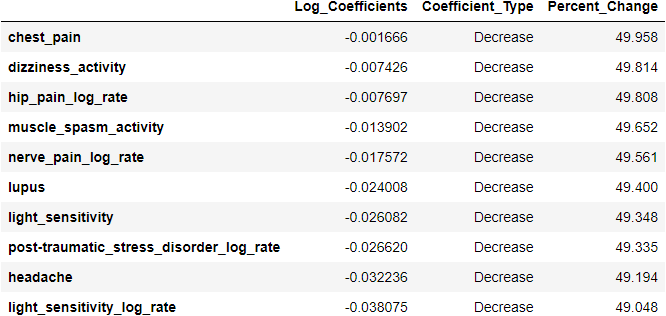 Log_Coefficients Coefficient_Type Percent_Change
chest_pain -0.001666 Decrease 49.958
dizziness_activity -0.007426 Decrease 49.814
hip_pain_log_rate -0.007697 Decrease 49.808
muscle_spasm_activity -0.013902 Decrease 49.652
nerve_pain_log_rate -0.017572 Decrease 49.561
lupus -0.024008 Decrease 49.400
light_sensitivity -0.026082 Decrease 49.348
post-traumatic_stress_disorder_log_rate -0.026620 Decrease 49.335
headache -0.032236 Decrease 49.194
light_sensitivity_log_rate -0.038075 Decrease 49.048